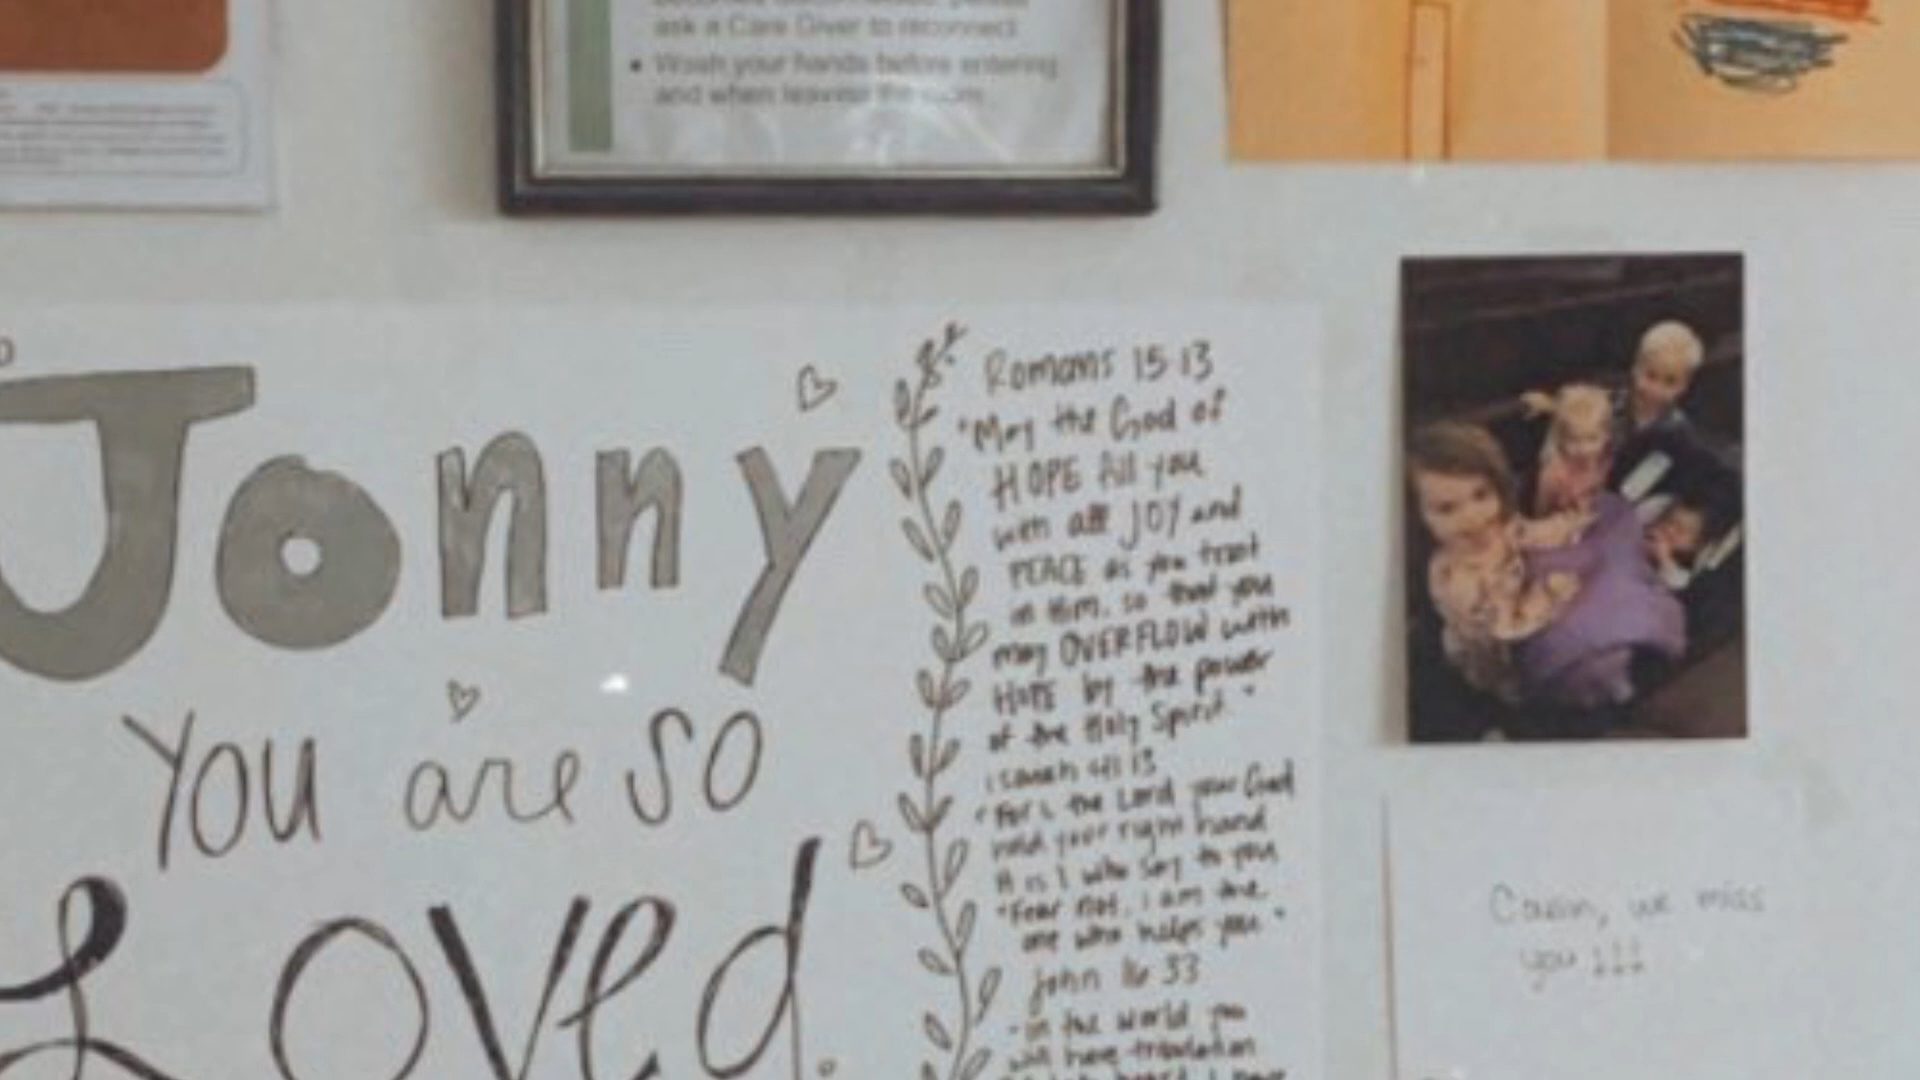 ask a Care Giver to reconnect
• Wash your hands before entering
and when leaving the room.
Jonny
You are so
Loved.
Romans 15:13
"May the God of
HOPE fill you
with all JOY and
PEACE as you trust
in Him, so that you
may OVERFLOW with
HOPE by the power
of the Holy Spirit."
Isaiah 41:13
"For I the Lord your God
hold your right hand
it is I who say to you
"Fear not, I am the
one who helps you."
John 16:33
"In the world you
will have tribulation
Cousin, we miss
you!!!